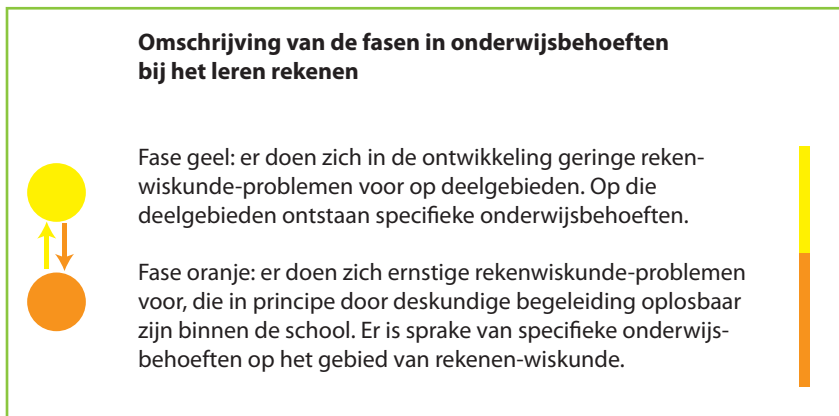 Omschrijving van de fasen in onderwijsbehoeften
bij het leren rekenen
Fase geel: er doen zich in de ontwikkeling geringe reken-
wiskunde-problemen voor op deelgebieden. Op die
deelgebieden ontstaan specifieke onderwijsbehoeften.
Fase oranje: er doen zich ernstige rekenwiskunde-problemen
voor, die in principe door deskundige begeleiding oplosbaar
zijn binnen de school. Er is sprake van specifieke onderwijs-
behoeften op het gebied van rekenen-wiskunde.